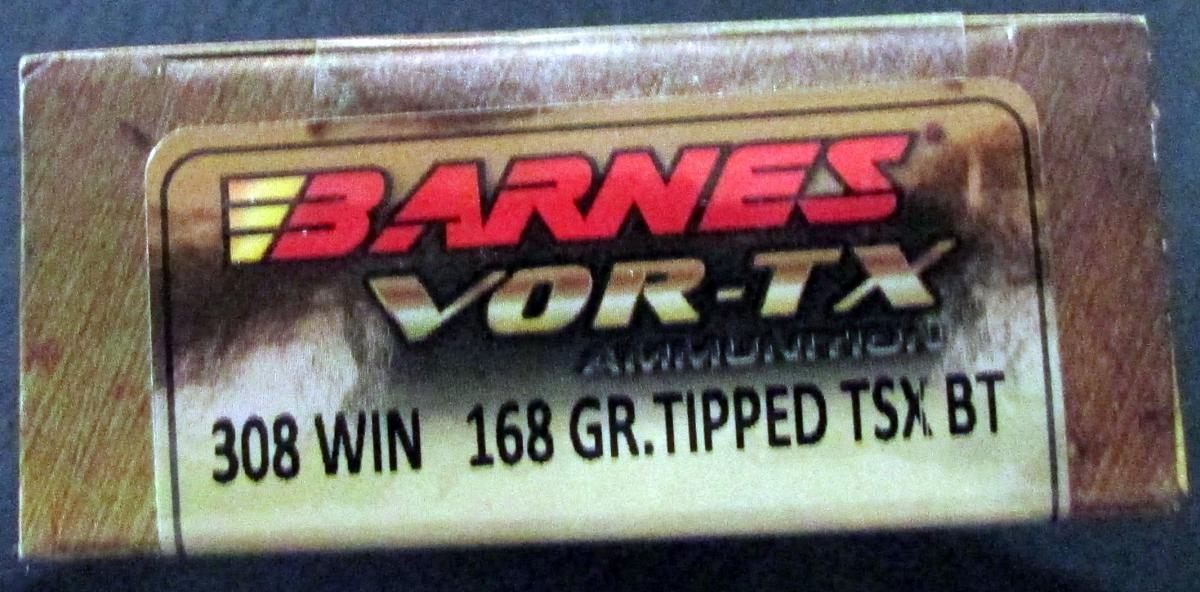 BARNES®
VOR-TX
AMMUNITION
308 WIN 168 GR.TIPPED TSX BT